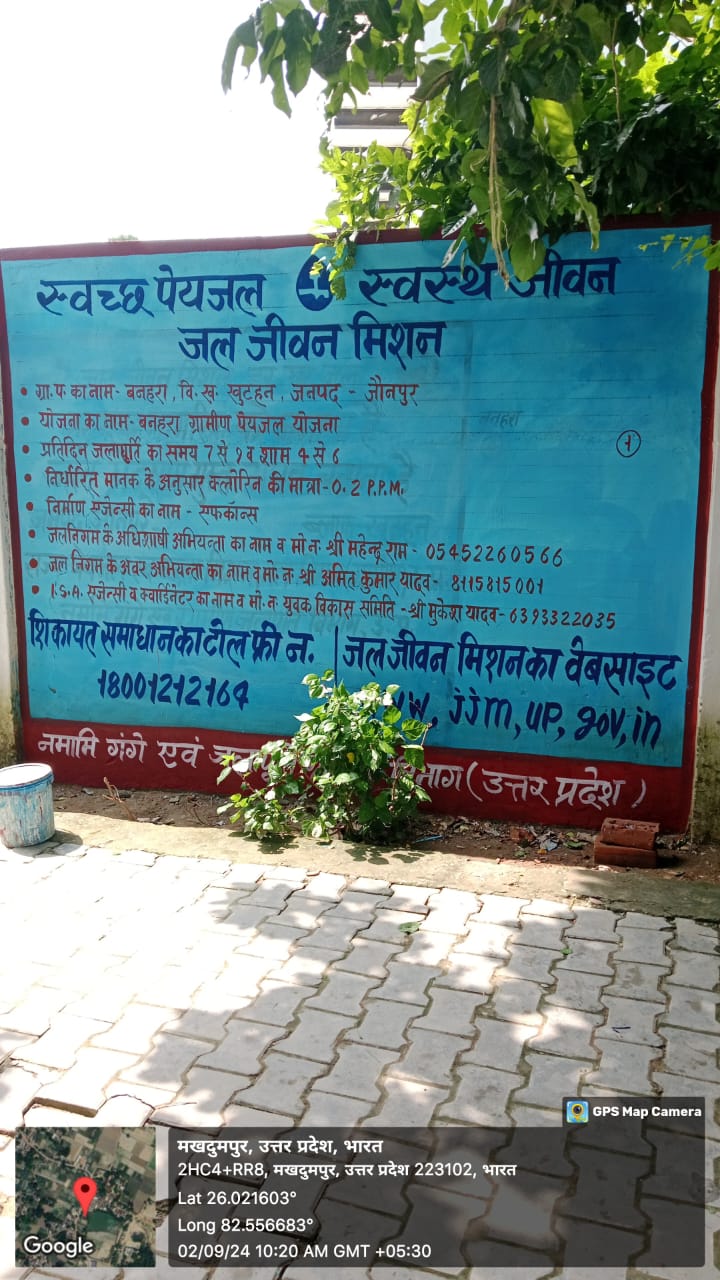 स्वच्छ पेयजल स्वस्थ जीवन
जल जीवन मिशन
• ग्रा.पं. का नाम- बनहरा, वि. ख. खुटहन, जनपद - जौनपुर
• योजना का नाम- बनहरा ग्रामीण पेयजल योजना
• प्रतिदिन जलापूर्ति का समय 7 से 9 व शाम 4 से 6
• निर्धारित मानक के अनुसार क्लोरिन की मात्रा-0.2 P.P.M.
• निर्माण एजेन्सी का नाम - एफकॉन्स
• जलनिगम के अधिशाषी अभियन्ता का नाम व मो.न. श्री महेन्द्र राम - 05452260566
• जल निगम के अवर अभियन्ता का नाम व मो. न. श्री अमित कुमार यादव- 8115815001
• I.S.A. एजेन्सी व क्वार्डिनेटर का नाम व मो. न. युवक विकास समिति -श्री मुकेश यादव-6393322035
शिकायत समाधान का टोल फ्री न. | जल जीवन मिशन का वेबसाइट
18001212164 jjm,up,gov,in
नमामि गंगे एवं (उत्तर प्रदेश)
GPS Map Camera
मखदुमपुर, उत्तर प्रदेश, भारत
2HC4+RR8, मखदुमपुर, उत्तर प्रदेश 223102, भारत
Lat 26.021603°
Long 82.556683°
02/09/24 10:20 AM GMT +05:30
Google